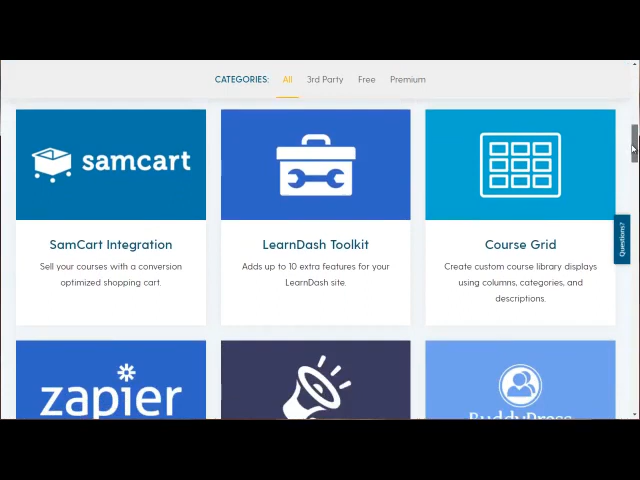 CATEGORIES: All 3rd Party Free Premium
samcart
SamCart Integration
Sell your courses with a conversion
optimized shopping cart.
LearnDash Toolkit
Adds up to 10 extra features for your
LearnDash site.
Course Grid
Create custom course library displays
using columns, categories, and
descriptions.
Questions?
zapier
BuddyPress